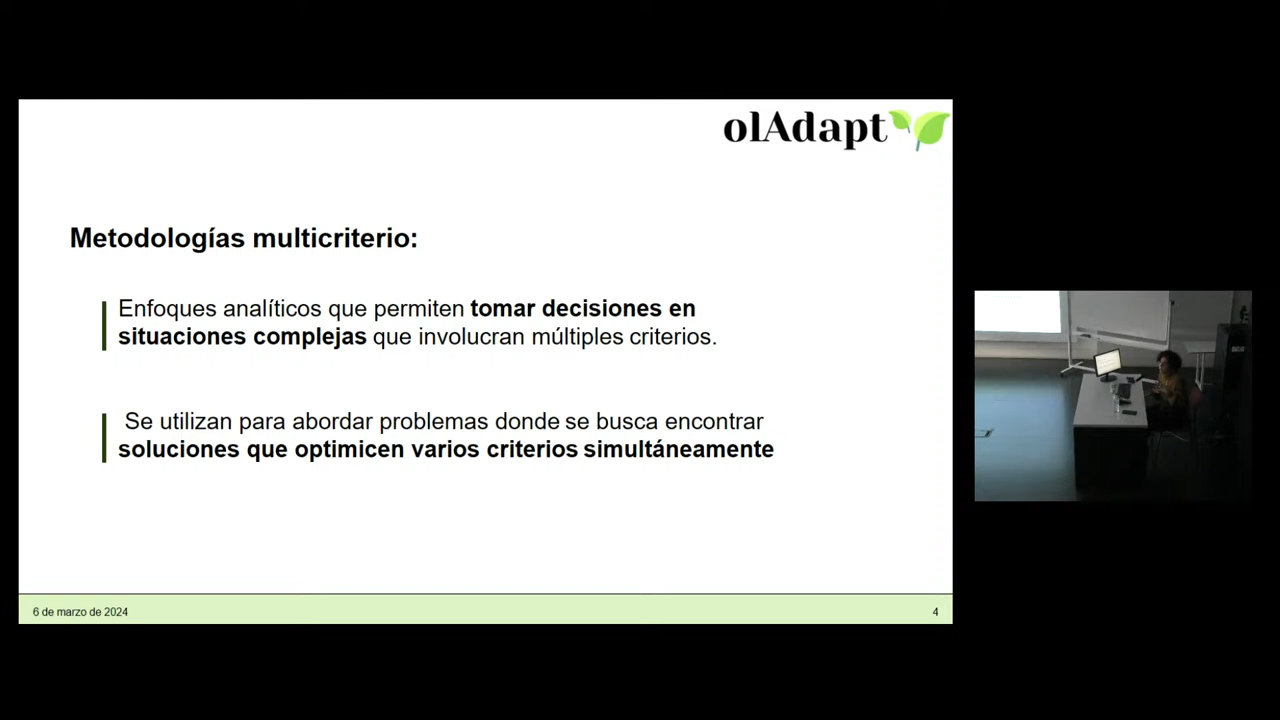 olAdapt
Metodologías multicriterio:
Enfoques analíticos que permiten tomar decisiones en
situaciones complejas que involucran múltiples criterios.
Se utilizan para abordar problemas donde se busca encontrar
soluciones que optimicen varios criterios simultáneamente
6 de marzo de 2024
4